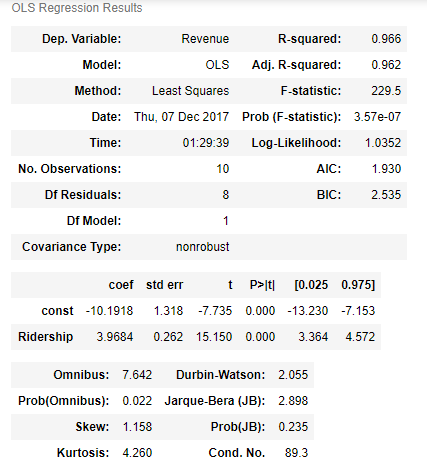 OLS Regression Results
Dep. Variable: Revenue R-squared: 0.966
Model: OLS Adj. R-squared: 0.962
Method: Least Squares F-statistic: 229.5
Date: Thu, 07 Dec 2017 Prob (F-statistic): 3.57e-07
Time: 01:29:39 Log-Likelihood: 1.0352
No. Observations: 10 AIC: 1.930
Df Residuals: 8 BIC: 2.535
Df Model: 1
Covariance Type: nonrobust
coef std err t P>|t| [0.025 0.975]
const -10.1918 1.318 -7.735 0.000 -13.230 -7.153
Ridership 3.9684 0.262 15.150 0.000 3.364 4.572
Omnibus: 7.642 Durbin-Watson: 2.055
Prob(Omnibus): 0.022 Jarque-Bera (JB): 2.898
Skew: 1.158 Prob(JB): 0.235
Kurtosis: 4.260 Cond. No. 89.3